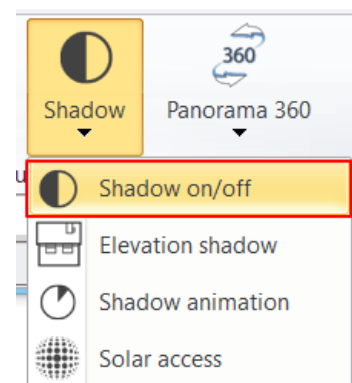 360
Shadow Panorama 360
Shadow on/off
Elevation shadow
Shadow animation
Solar access